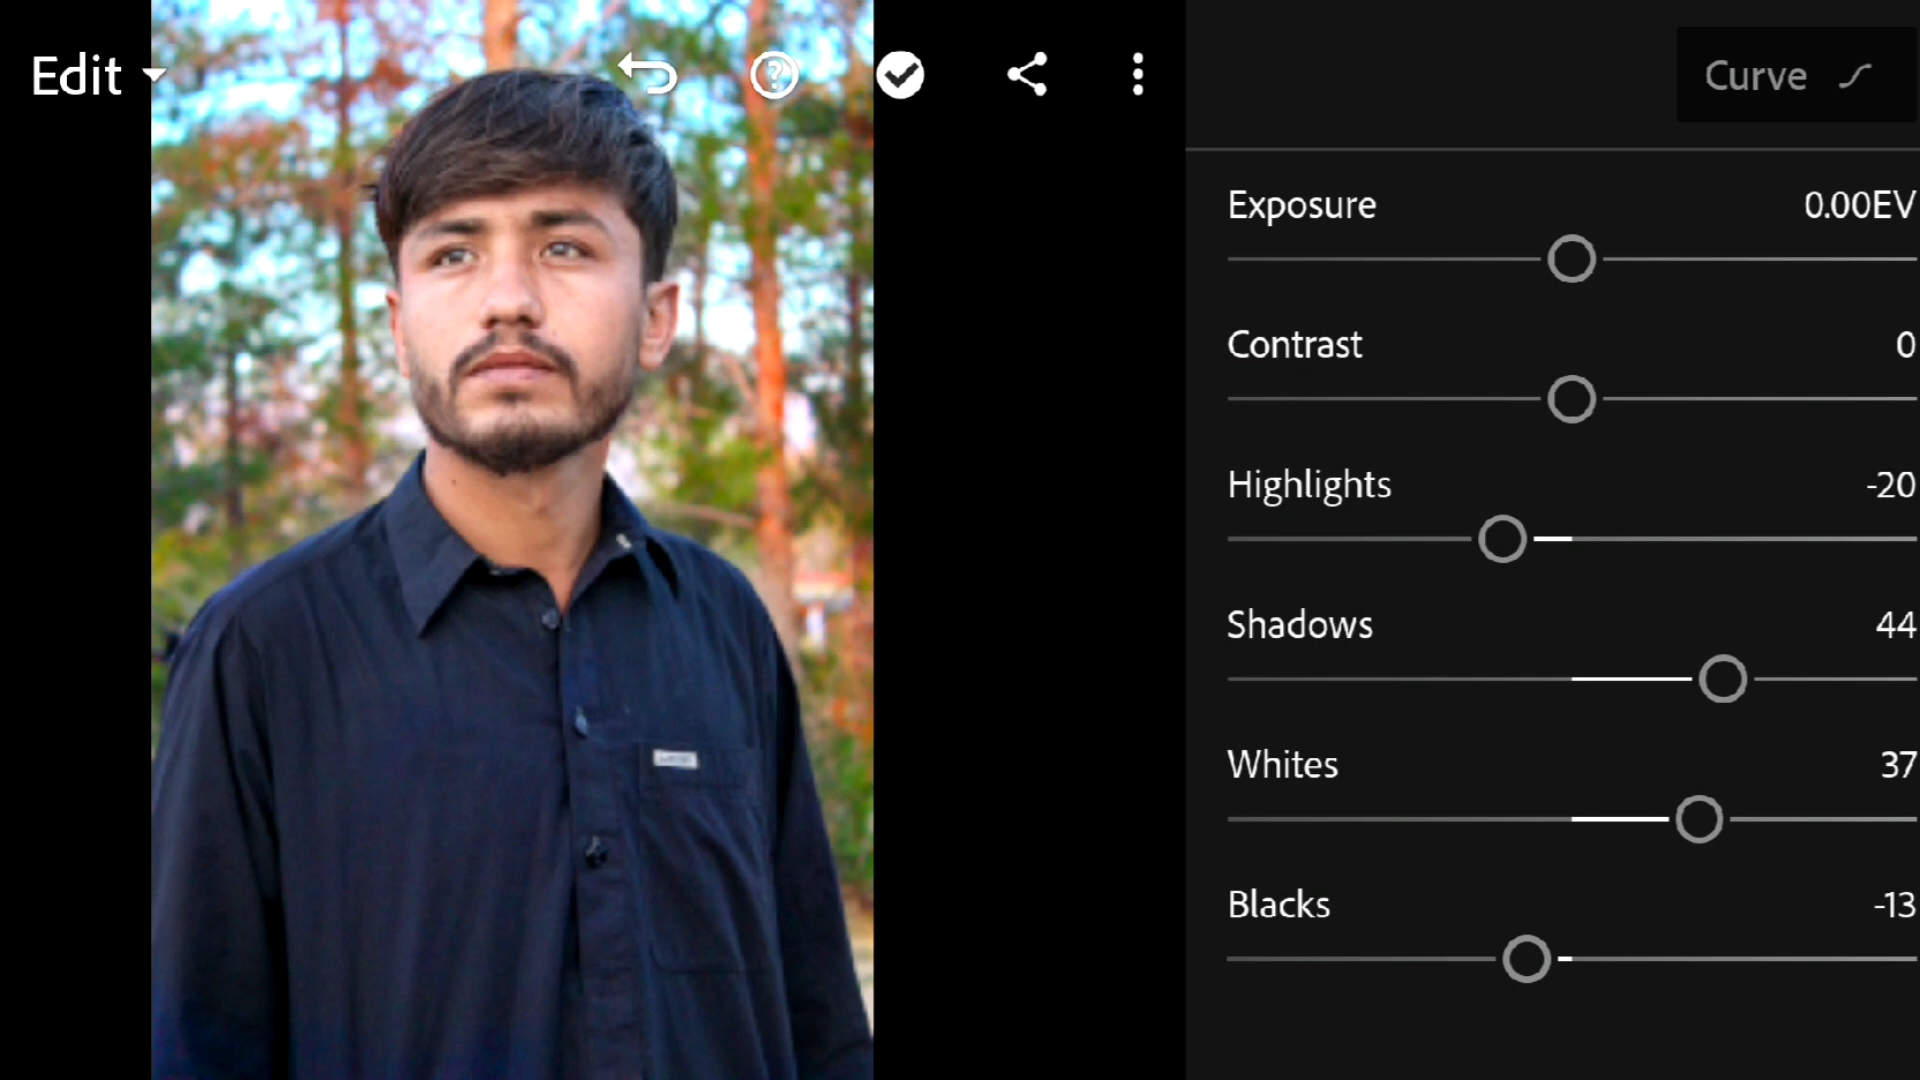 Edit
Curve
Exposure 0.00EV
Contrast 0
Highlights -20
Shadows 44
Whites 37
Blacks -13